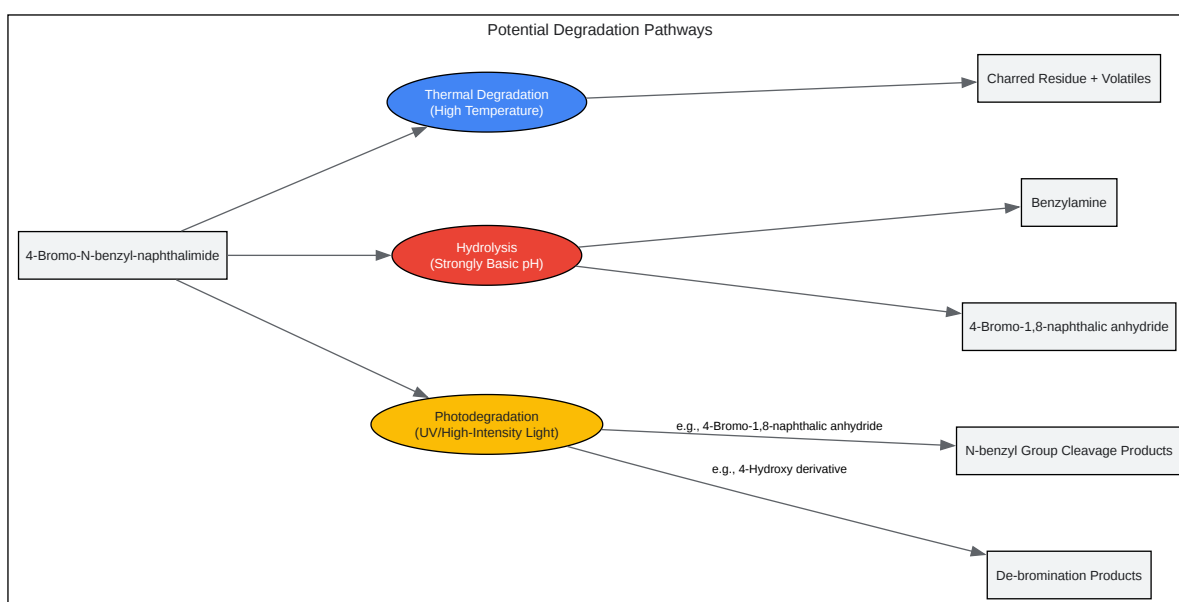 Potential Degradation Pathways
Thermal Degradation
(High Temperature)
Charred Residue + Volatiles
Benzylamine
4-Bromo-N-benzyl-naphthalimide
Hydrolysis
(Strongly Basic pH)
4-Bromo-1,8-naphthalic anhydride
Photodegradation
(UV/High-Intensity Light)
e.g., 4-Bromo-1,8-naphthalic anhydride
N-benzyl Group Cleavage Products
e.g., 4-Hydroxy derivative
De-bromination Products